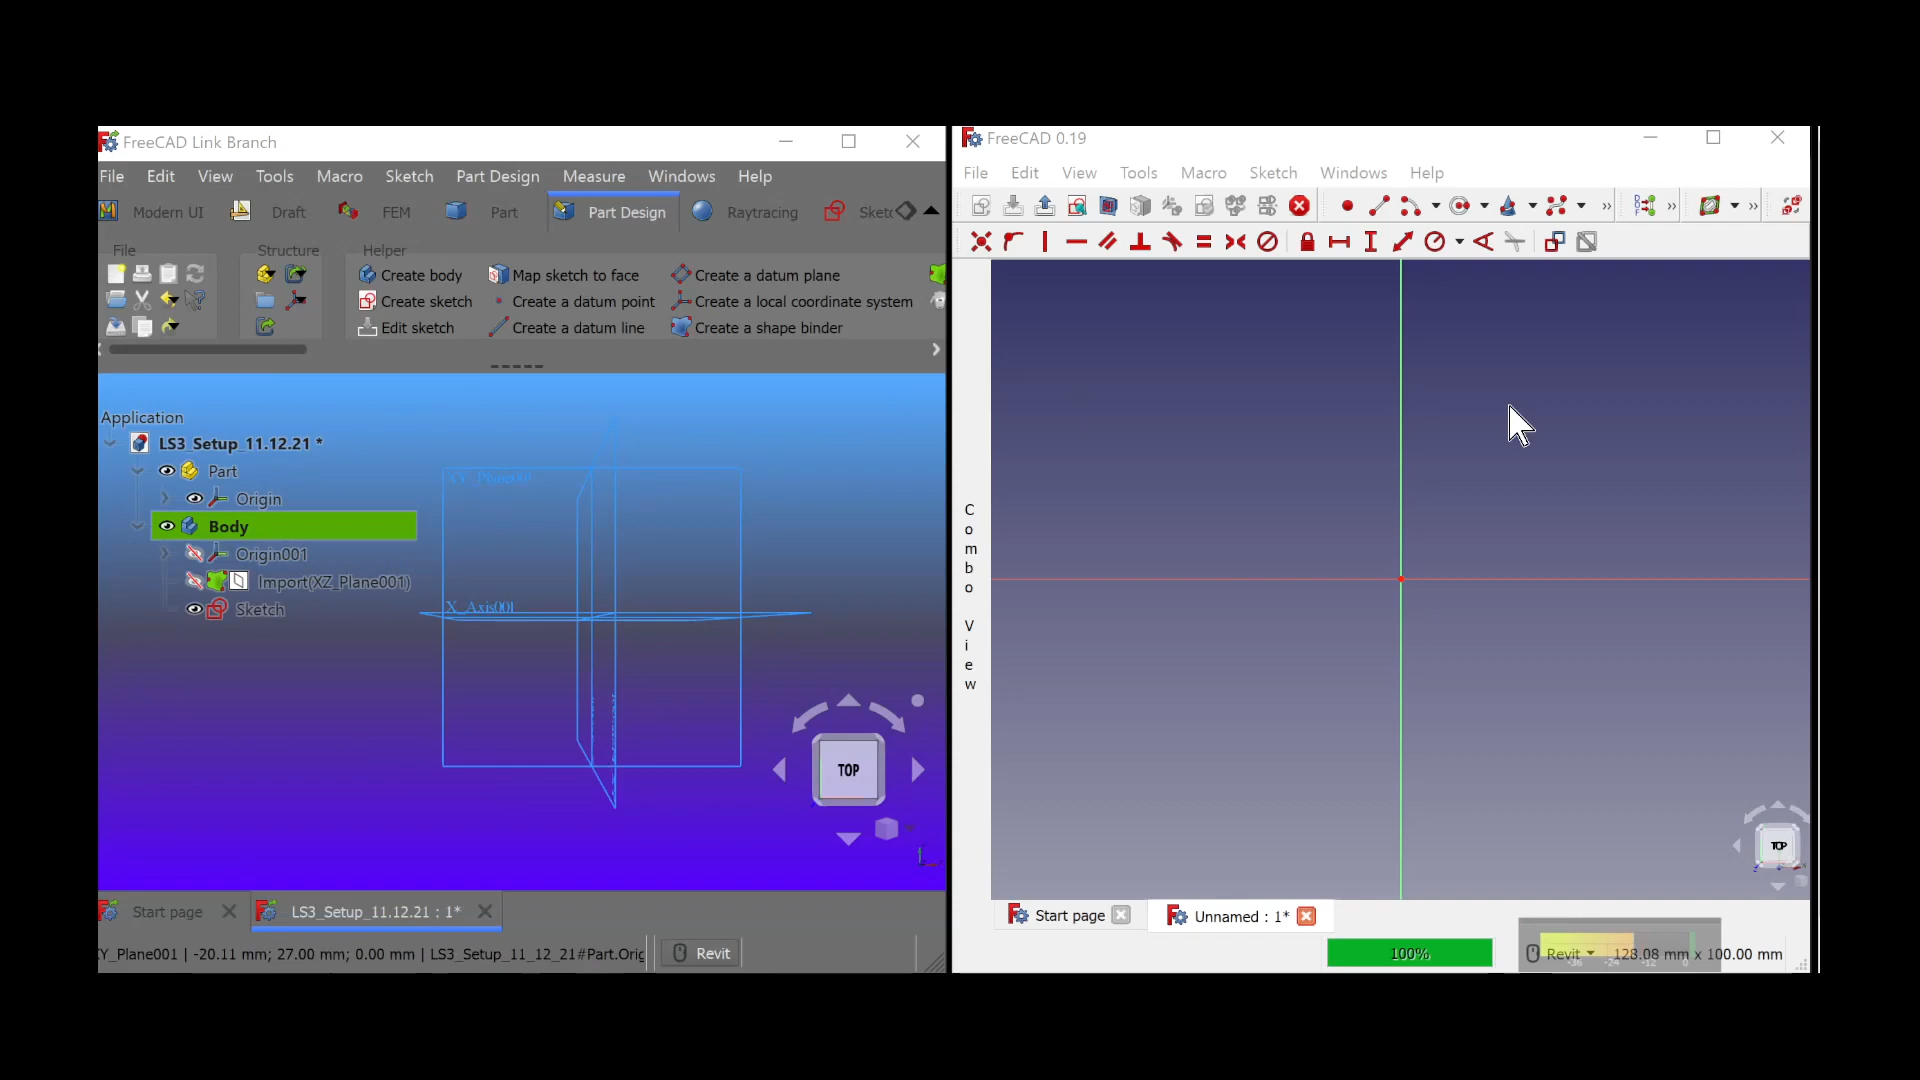 FreeCAD Link Branch
File Edit View Tools Macro Sketch Part Design Measure Windows Help
Modern UI Draft FEM Part Part Design Raytracing Sketc
File Structure Helper
Create body Map sketch to face Create a datum plane
Create sketch Create a datum point Create a local coordinate system
Edit sketch Create a datum line Create a shape binder
Application
LS3_Setup_11.12.21 *
Part
Origin
Body
Origin001
Import(XZ_Plane001)
Sketch
XY_Plane001
X_Axis001
TOP
Start page LS3_Setup_11.12.21 : 1*
XY_Plane001 | -20.11 mm; 27.00 mm; 0.00 mm | LS3_Setup_11_12_21#Part.Orig
Revit
FreeCAD 0.19
File Edit View Tools Macro Sketch Windows Help
Combo View
TOP
Start page Unnamed : 1*
100% Revit 128.08 mm x 100.00 mm